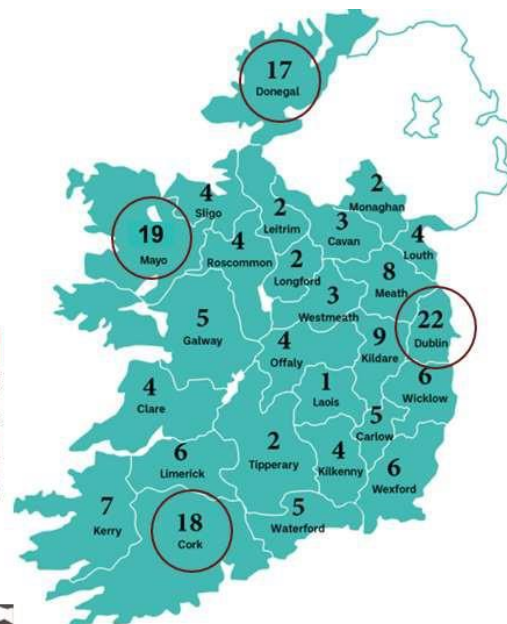 17
Donegal
2
Monaghan
4
Sligo
2
Leitrim
3
Cavan
19
Mayo
4
Roscommon
4
Louth
2
Longford
8
Meath
3
Westmeath
5
Galway
22
Dublin
4
Offaly
9
Kildare
1
Laois
6
Wicklow
4
Clare
5
Carlow
2
Tipperary
4
Kilkenny
6
Limerick
6
Wexford
7
Kerry
5
Waterford
18
Cork